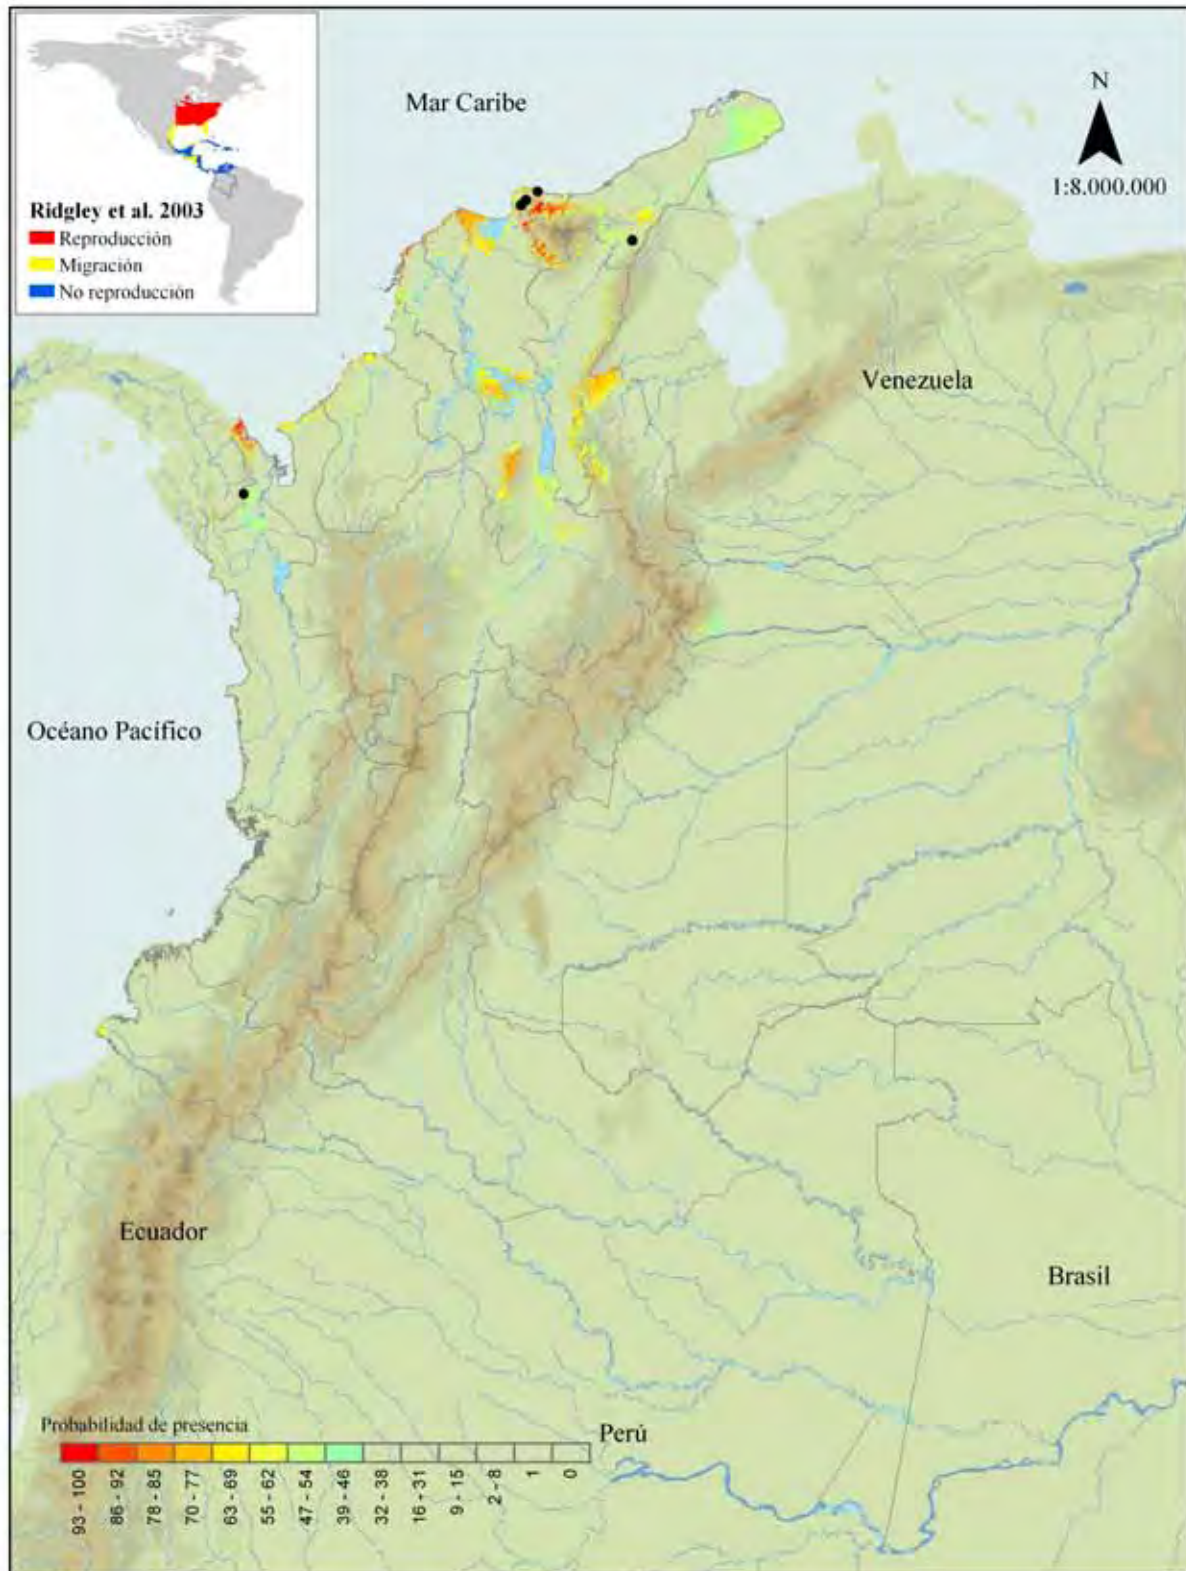 Mar Caribe
N
1:8.000.000
Ridgley et al. 2003
Reproducción
Migración
No reproducción
Venezuela
Océano Pacífico
Ecuador
Brasil
Perú
Probabilidad de presencia
93 - 100
86 - 92
78 - 85
70 - 77
63 - 69
55 - 62
47 - 54
39 - 46
32 - 38
16 - 31
9 - 15
2 - 8
1
0